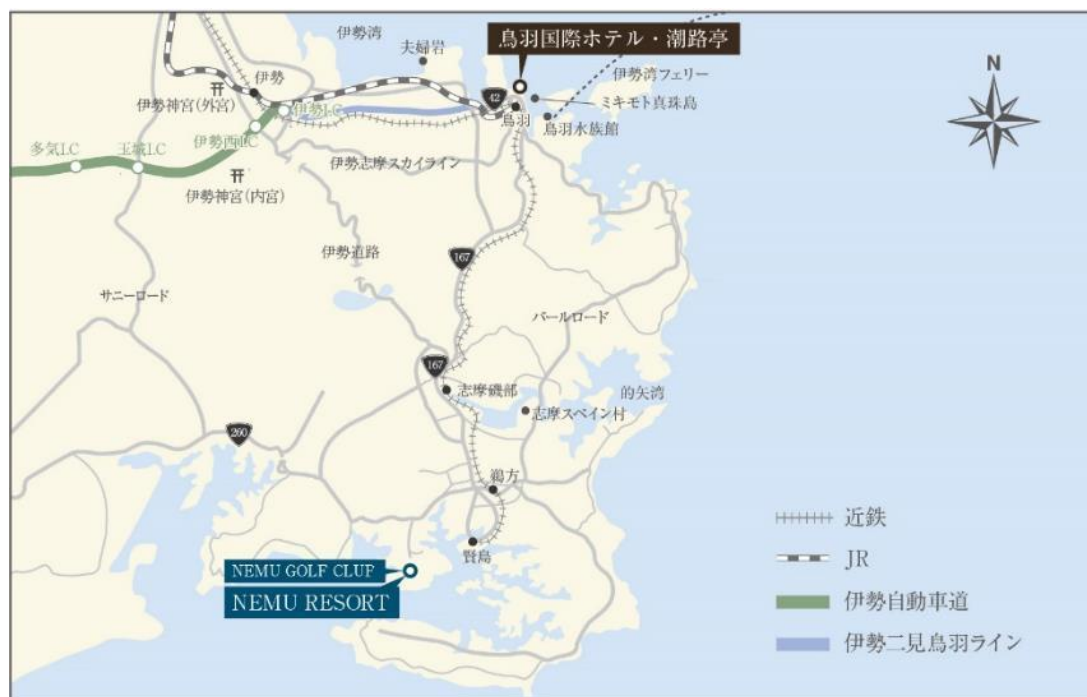 伊勢湾
夫婦岩
鳥羽国際ホテル・潮路亭
伊勢湾フェリー
ミキモト真珠島
鳥羽水族館
N
伊勢
伊勢神宮(外宮)
伊勢I.C
42
鳥羽
多気I.C
玉城I.C
伊勢西I.C
伊勢志摩スカイライン
伊勢神宮(内宮)
伊勢道路
167
サニーロード
パールロード
167
志摩磯部
的矢湾
志摩スペイン村
260
鵜方
賢島
NEMU GOLF CLUF
NEMU RESORT
近鉄
JR
伊勢自動車道
伊勢二見鳥羽ライン